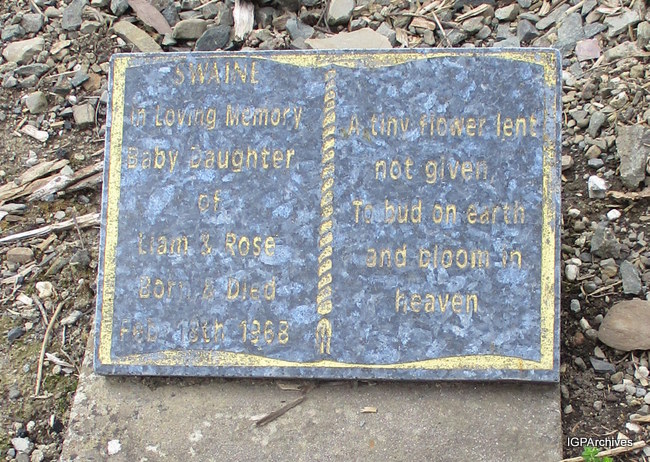 SWAINE
In Loving Memory
Baby Daughter
of
Liam & Rose
Born & Died
Feb 13th 1968
A tiny flower lent
not given
To bud on earth
and bloom in
heaven
IGPArchives